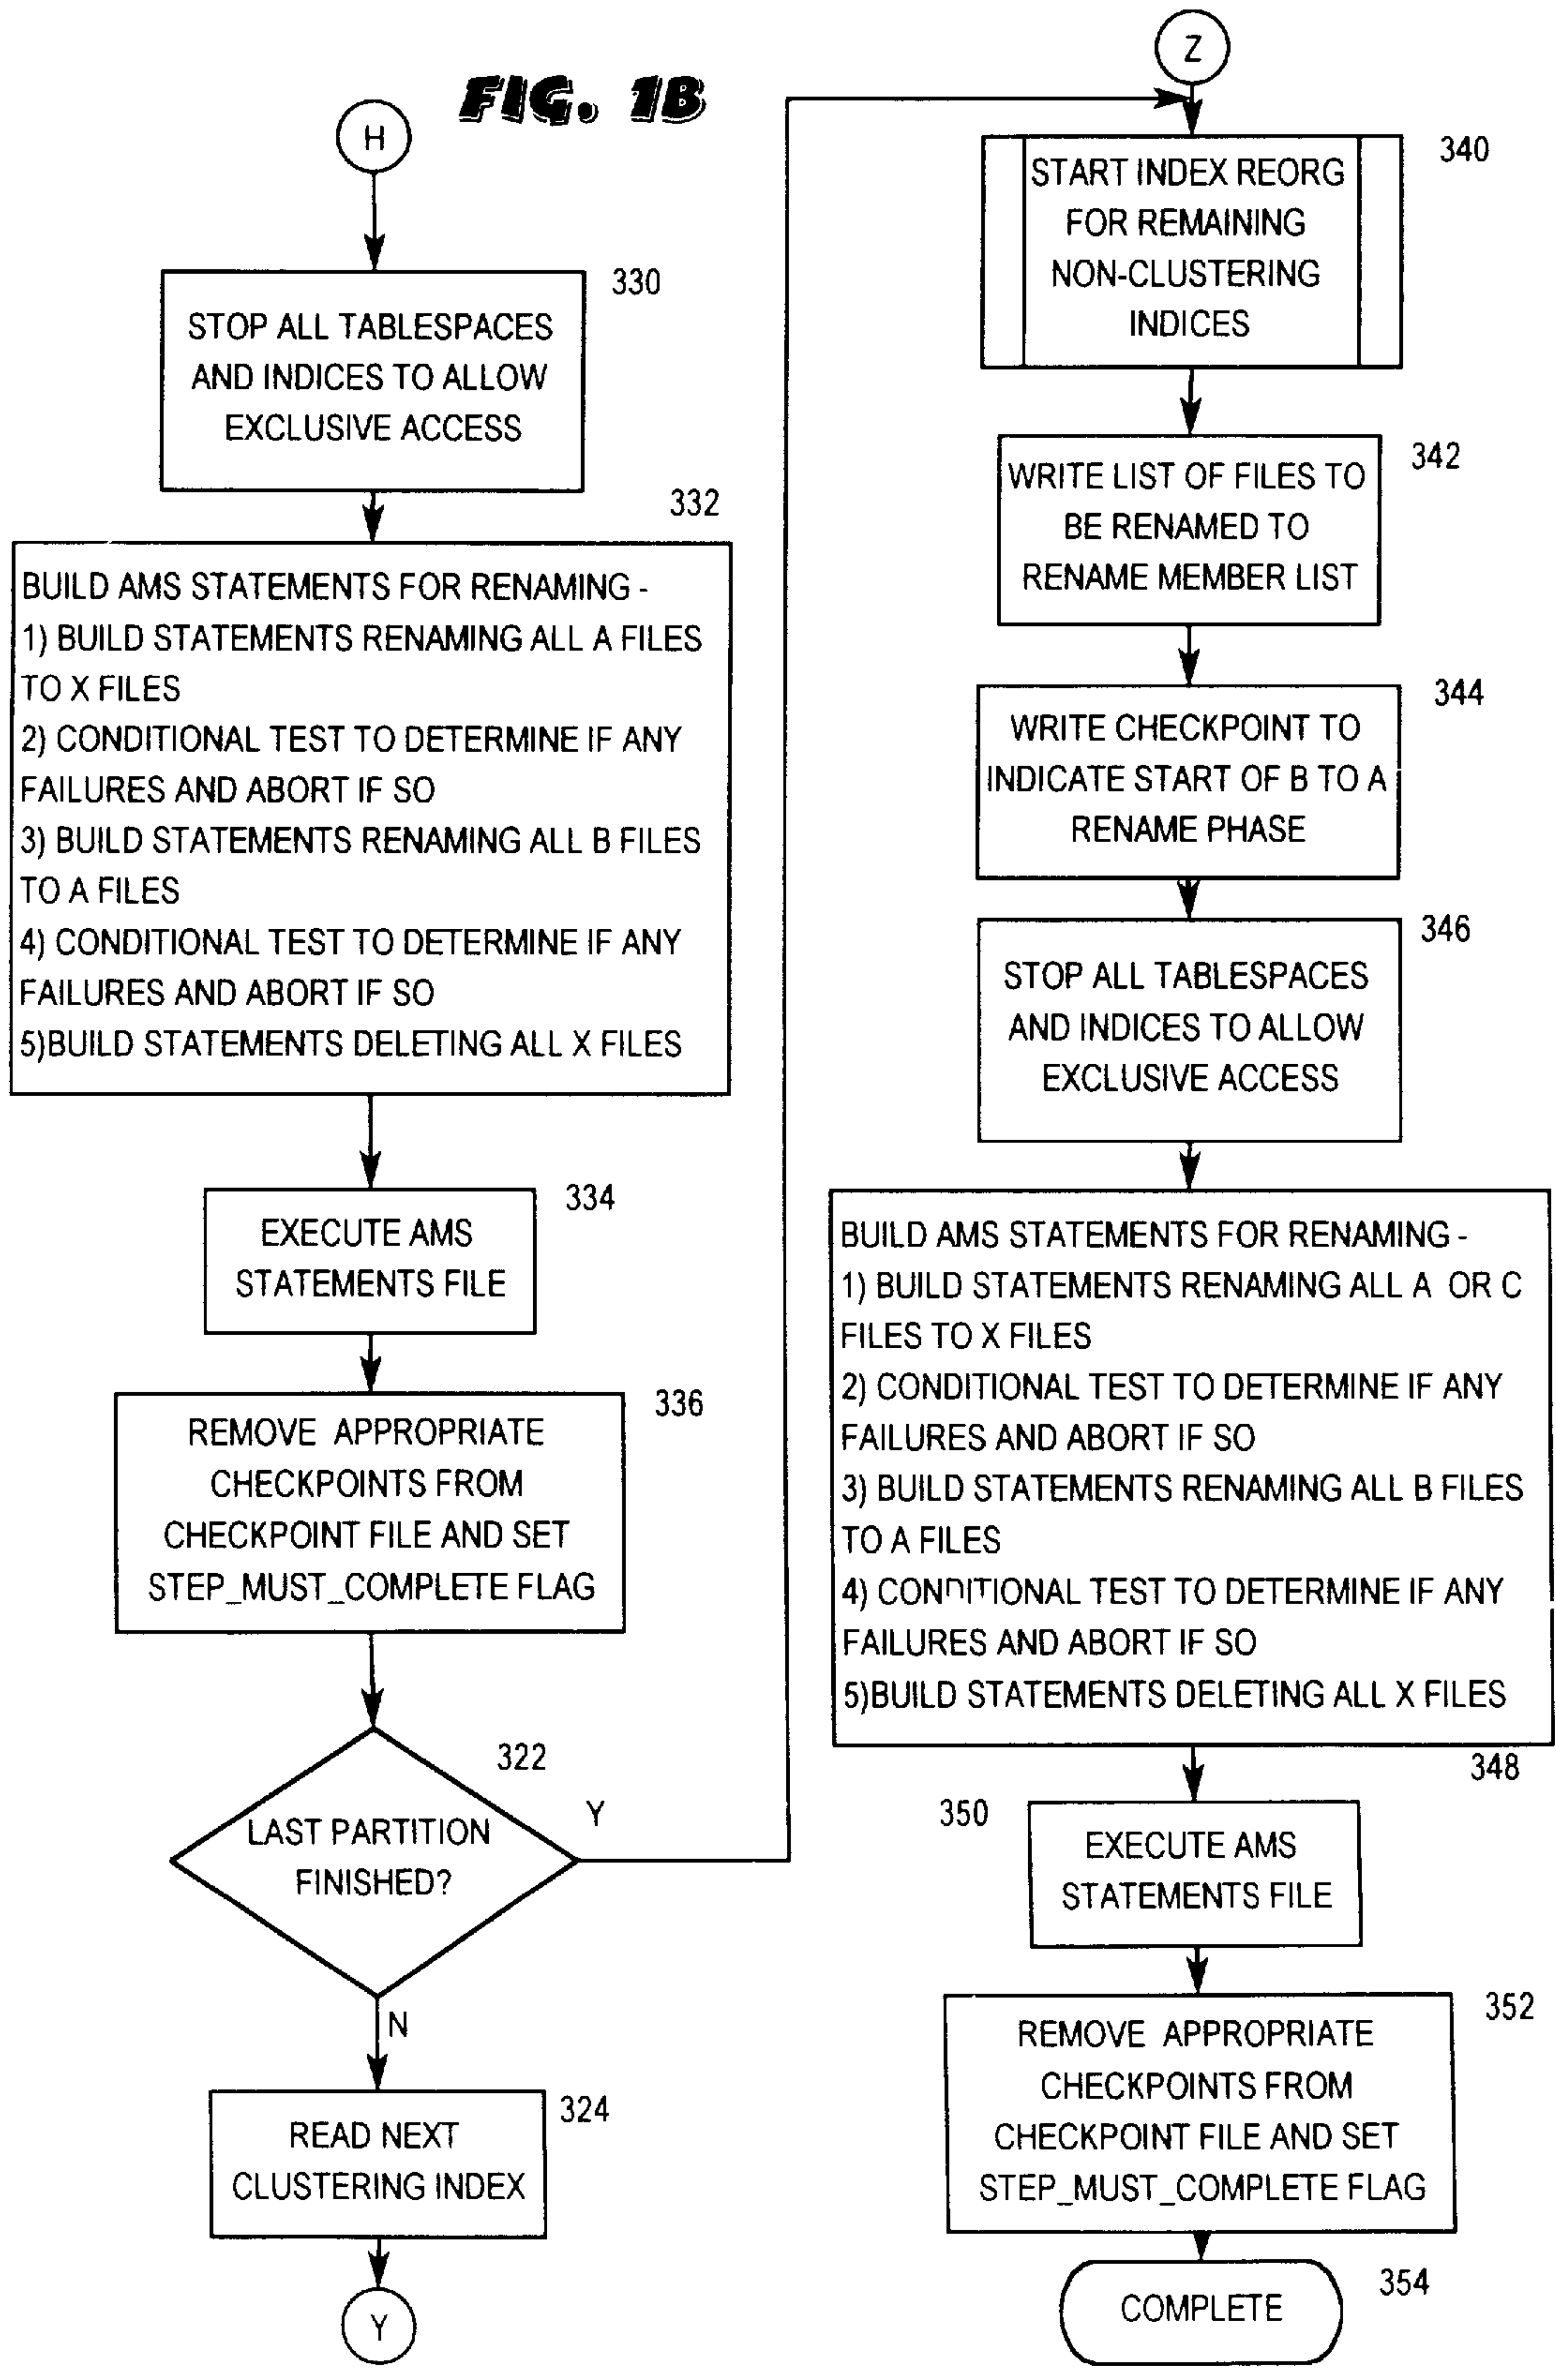 FIG. 1B
H
330
STOP ALL TABLESPACES
AND INDICES TO ALLOW
EXCLUSIVE ACCESS
332
BUILD AMS STATEMENTS FOR RENAMING -
1) BUILD STATEMENTS RENAMING ALL A FILES
TO X FILES
2) CONDITIONAL TEST TO DETERMINE IF ANY
FAILURES AND ABORT IF SO
3) BUILD STATEMENTS RENAMING ALL B FILES
TO A FILES
4) CONDITIONAL TEST TO DETERMINE IF ANY
FAILURES AND ABORT IF SO
5)BUILD STATEMENTS DELETING ALL X FILES
334
EXECUTE AMS
STATEMENTS FILE
336
REMOVE APPROPRIATE
CHECKPOINTS FROM
CHECKPOINT FILE AND SET
STEP_MUST_COMPLETE FLAG
322
LAST PARTITION
FINISHED?
Y
N
324
READ NEXT
CLUSTERING INDEX
Y
Z
340
START INDEX REORG
FOR REMAINING
NON-CLUSTERING
INDICES
342
WRITE LIST OF FILES TO
BE RENAMED TO
RENAME MEMBER LIST
344
WRITE CHECKPOINT TO
INDICATE START OF B TO A
RENAME PHASE
346
STOP ALL TABLESPACES
AND INDICES TO ALLOW
EXCLUSIVE ACCESS
BUILD AMS STATEMENTS FOR RENAMING -
1) BUILD STATEMENTS RENAMING ALL A OR C
FILES TO X FILES
2) CONDITIONAL TEST TO DETERMINE IF ANY
FAILURES AND ABORT IF SO
3) BUILD STATEMENTS RENAMING ALL B FILES
TO A FILES
4) CONDITIONAL TEST TO DETERMINE IF ANY
FAILURES AND ABORT IF SO
5)BUILD STATEMENTS DELETING ALL X FILES
348
350
EXECUTE AMS
STATEMENTS FILE
352
REMOVE APPROPRIATE
CHECKPOINTS FROM
CHECKPOINT FILE AND SET
STEP_MUST_COMPLETE FLAG
354
COMPLETE